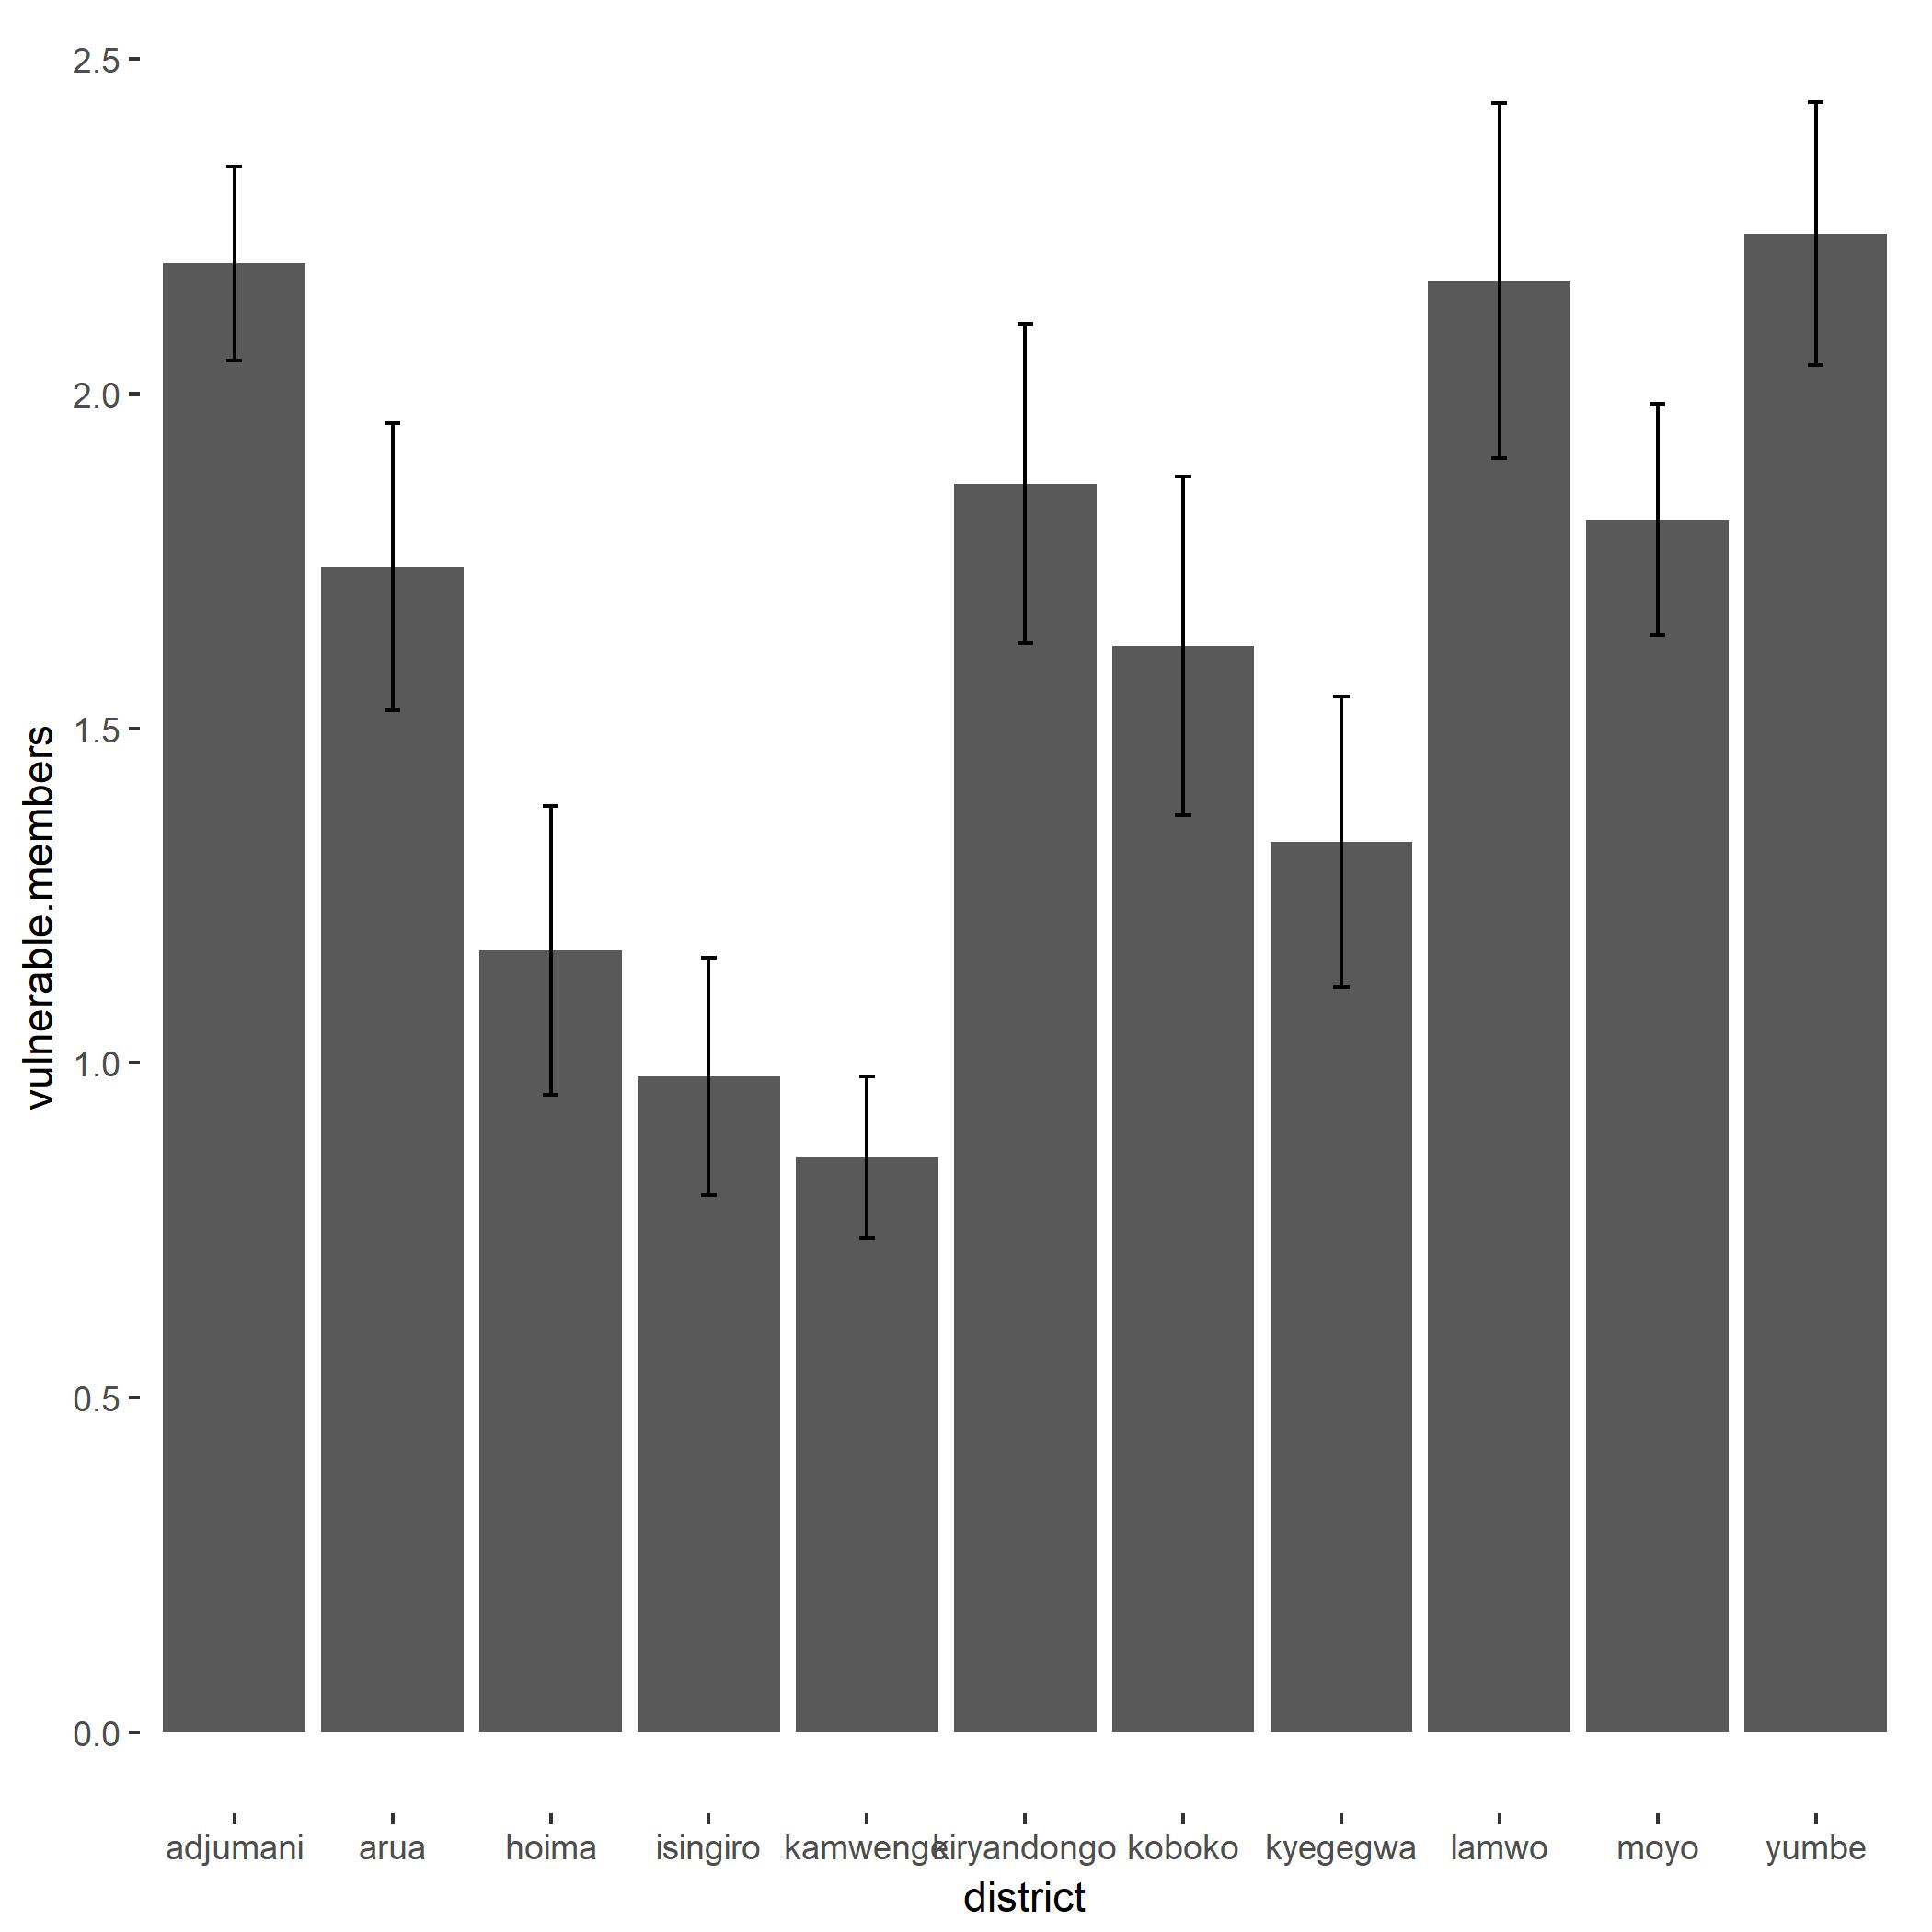 2.5
2.0
1.5
1.0
0.5
0.0
vulnerable.members
adjumani arua hoima isingiro kamwenge kiryandongo koboko kyegegwa lamwo moyo yumbe
district